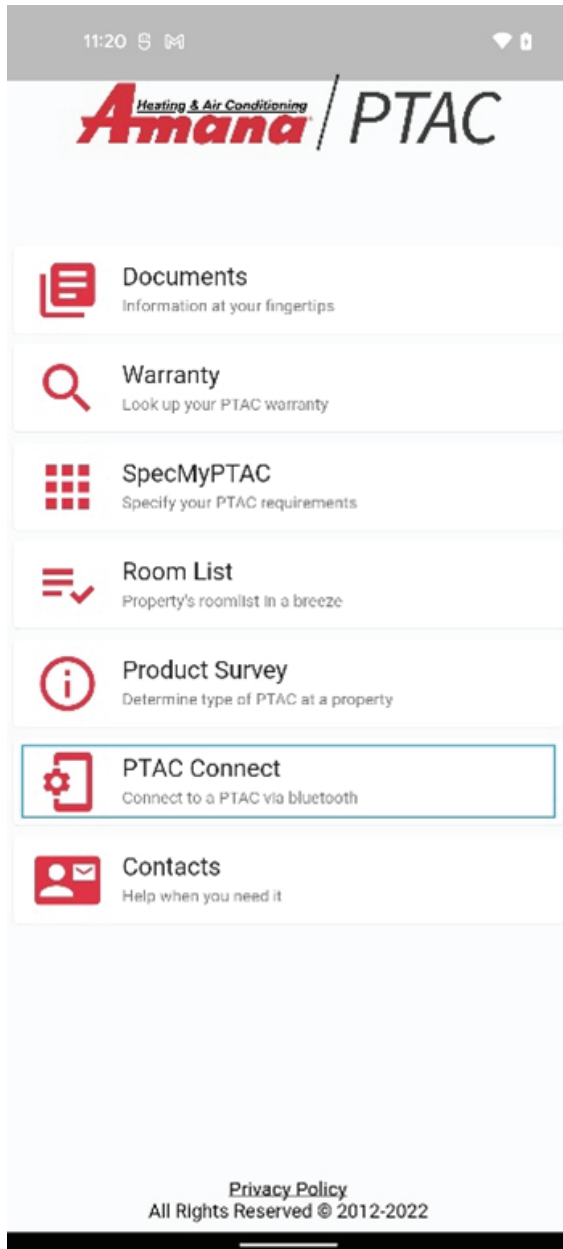 11:20
Heating & Air Conditioning
Amana
PTAC
Documents
Information at your fingertips
Warranty
Look up your PTAC warranty
SpecMyPTAC
Specify your PTAC requirements
Room List
Property's roomlist in a breeze
Product Survey
Determine type of PTAC at a property
PTAC Connect
Connect to a PTAC via bluetooth
Contacts
Help when you need it
Privacy Policy
All Rights Reserved © 2012-2022